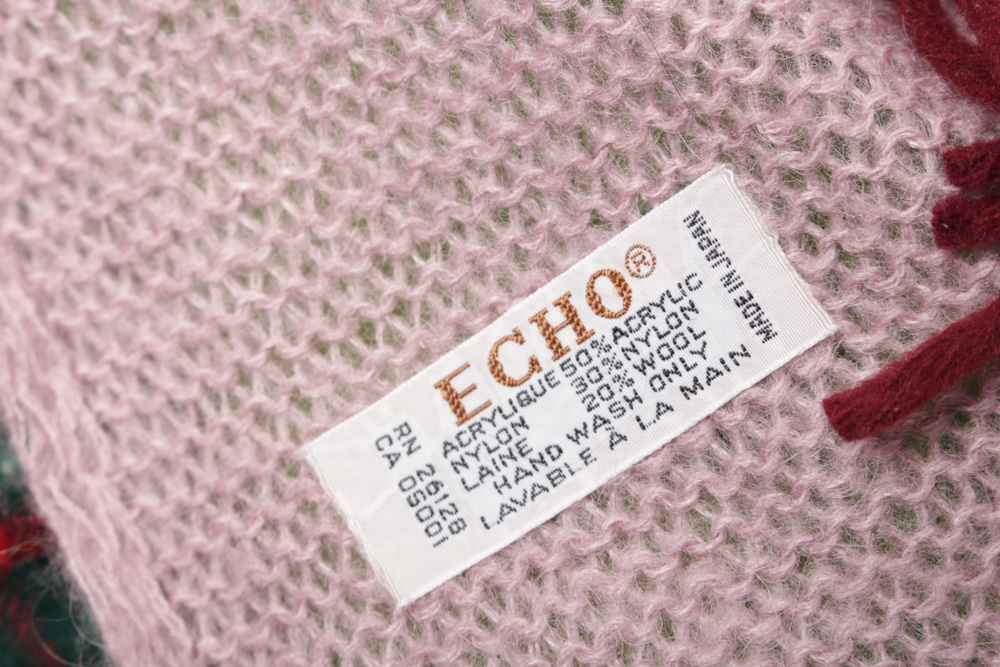 ECHO®
ACRYLIQUE 50% ACRYLIC
NYLON 30% NYLON
LAINE 20% WOOL
HAND WASH ONLY
LAVABLE À LA MAIN
RN 26128
CA 05001
MADE IN JAPAN